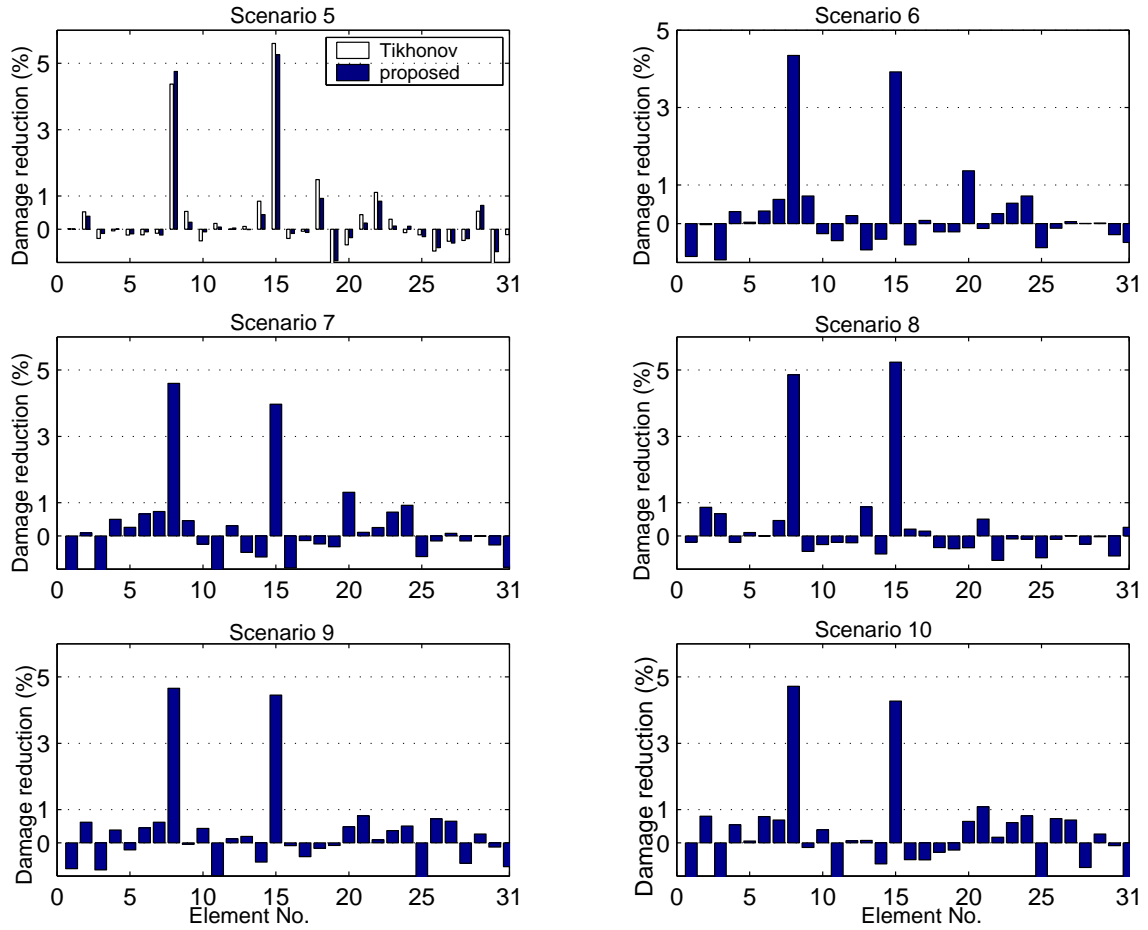 Scenario 5
Damage reduction (%)
5
3
1
0
Tikhonov
proposed
0 5 10 15 20 25 31
Scenario 6
Damage reduction (%)
5
3
1
0
0 5 10 15 20 25 31
Scenario 7
Damage reduction (%)
5
3
1
0
0 5 10 15 20 25 31
Scenario 8
Damage reduction (%)
5
3
1
0
0 5 10 15 20 25 31
Scenario 9
Damage reduction (%)
5
3
1
0
0 5 10 15 20 25 31
Element No.
Scenario 10
Damage reduction (%)
5
3
1
0
0 5 10 15 20 25 31
Element No.